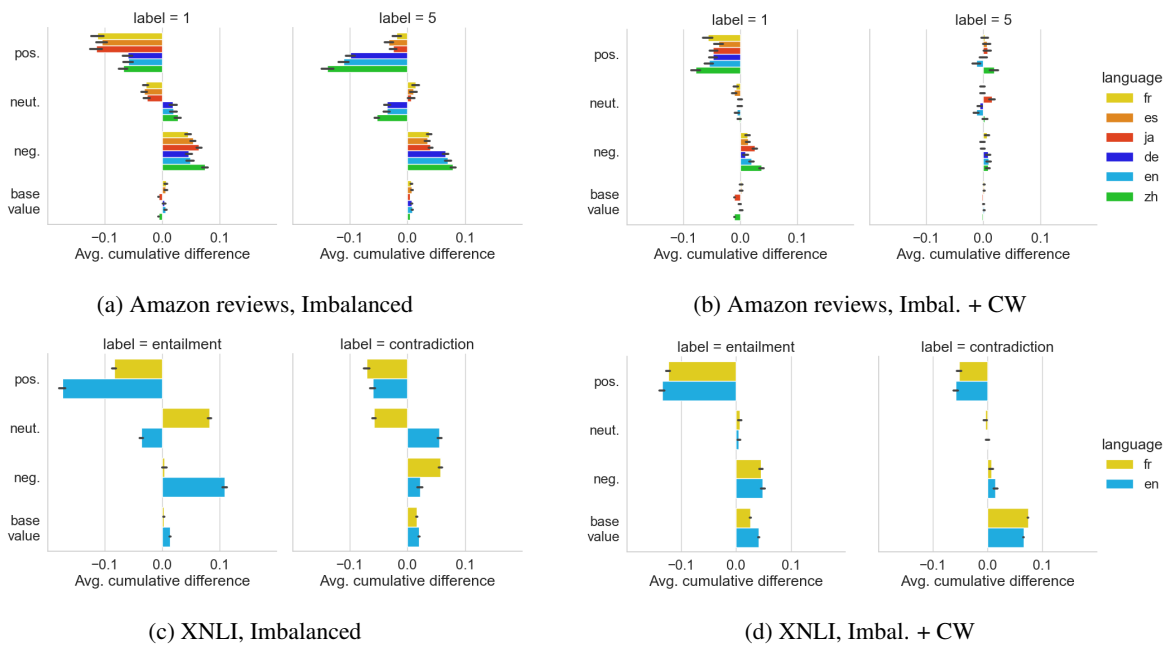 label = 1
label = 5
pos.
neut.
neg.
base
value
−0.1 0.0 0.1
Avg. cumulative difference
−0.1 0.0 0.1
Avg. cumulative difference
(a) Amazon reviews, Imbalanced
label = 1
label = 5
pos.
neut.
neg.
base
value
−0.1 0.0 0.1
Avg. cumulative difference
−0.1 0.0 0.1
Avg. cumulative difference
language
fr
es
ja
de
en
zh
(b) Amazon reviews, Imbal. + CW
label = entailment
label = contradiction
pos.
neut.
neg.
base
value
−0.1 0.0 0.1
Avg. cumulative difference
−0.1 0.0 0.1
Avg. cumulative difference
(c) XNLI, Imbalanced
label = entailment
label = contradiction
pos.
neut.
neg.
base
value
−0.1 0.0 0.1
Avg. cumulative difference
−0.1 0.0 0.1
Avg. cumulative difference
language
fr
en
(d) XNLI, Imbal. + CW